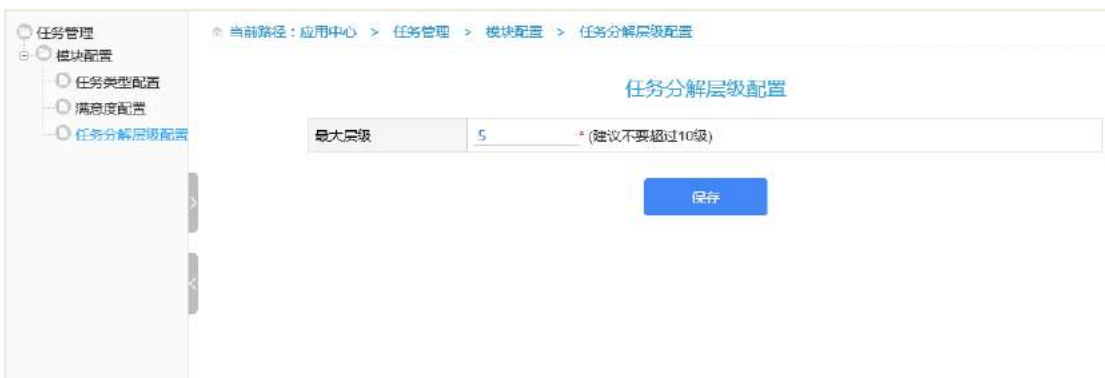 任务管理
模块配置
任务类型配置
满意度配置
任务分解层级配置
当前路径：应用中心 > 任务管理 > 模块配置 > 任务分解层级配置
任务分解层级配置
最大层级 5 * (建议不要超过10级)
保存